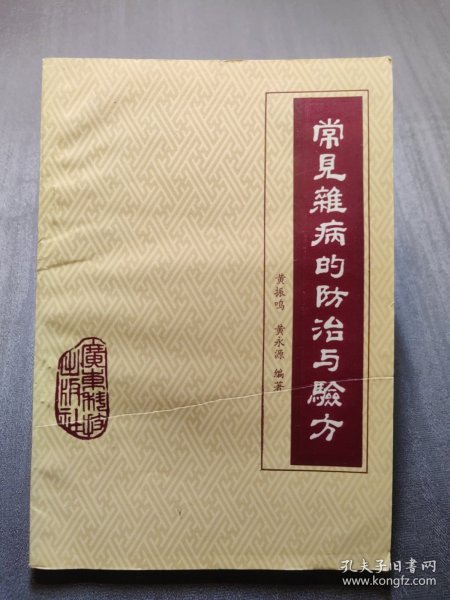 常見雜病的防治与驗方
黄振鸣 黄永源 编著
廣東科技
出版社
孔夫子旧书网
www.kongfz.com